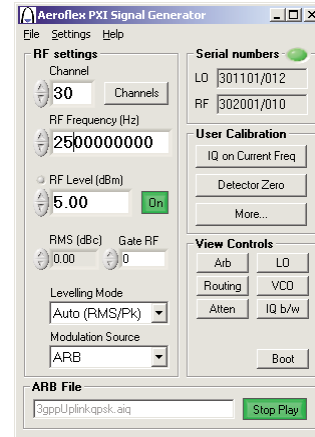 Aeroflex PXI Signal Generator
File Settings Help
RF settings
Channel
30
Channels
RF Frequency (Hz)
2500000000
RF Level (dBm)
5.00
On
RMS (dBc) Gate RF
0.00 0
Levelling Mode
Auto (RMS/Pk)
Modulation Source
ARB
Serial numbers
LO 301101/012
RF 302001/010
User Calibration
IQ on Current Freq
Detector Zero
More...
View Controls
Arb LO
Routing VCO
Atten IQ b/w
Boot
ARB File
3gppUplinkqpsk.aiq
Stop Play